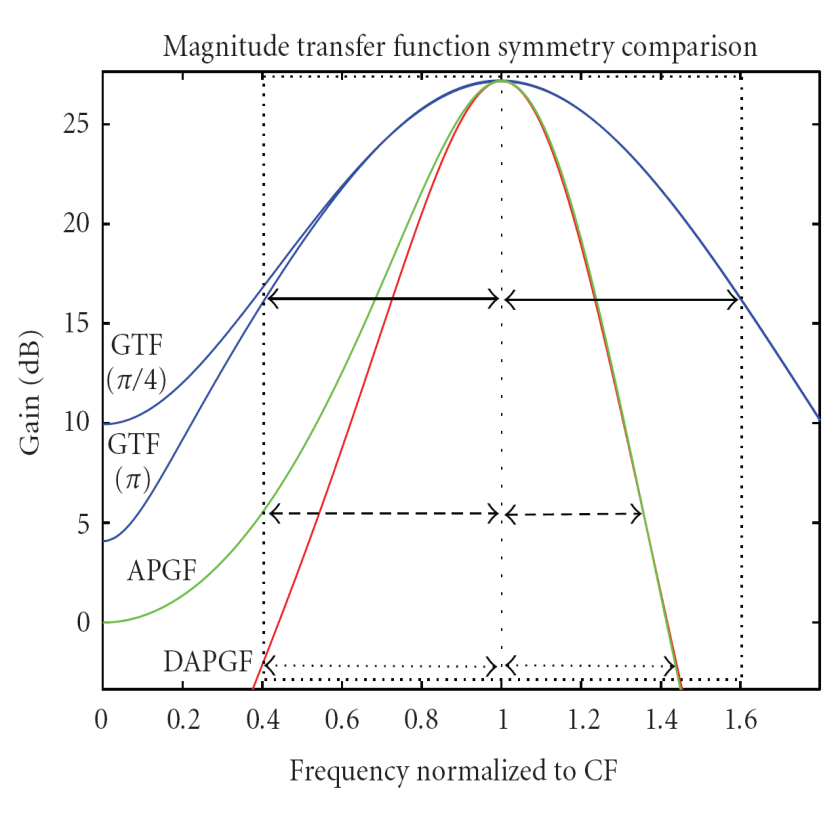 Magnitude transfer function symmetry comparison
25
20
15
10
5
0
Gain (dB)
GTF
(π/4)
GTF
(π)
APGF
DAPGF
0 0.2 0.4 0.6 0.8 1 1.2 1.4 1.6
Frequency normalized to CF